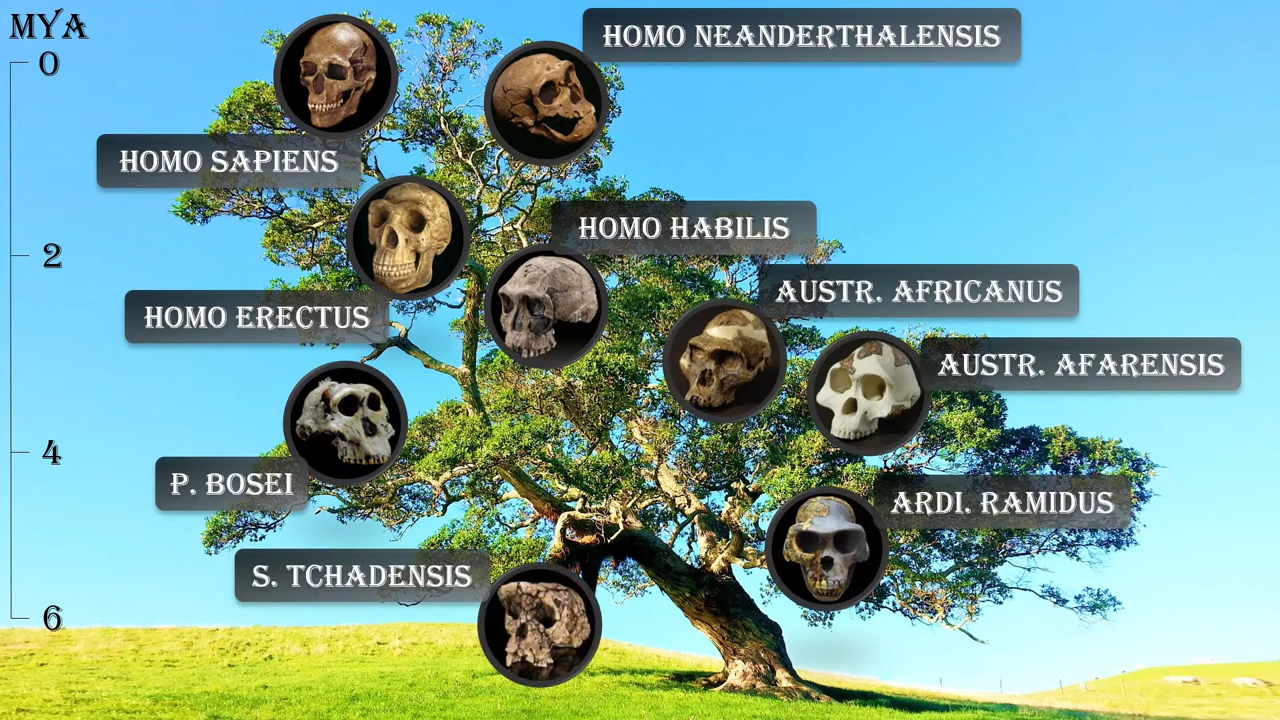 MYA
0
HOMO NEANDERTHALENSIS
HOMO SAPIENS
HOMO HABILIS
2
AUSTR. AFRICANUS
HOMO ERECTUS
AUSTR. AFARENSIS
4
P. BOSEI
ARDI. RAMIDUS
S. TCHADENSIS
6